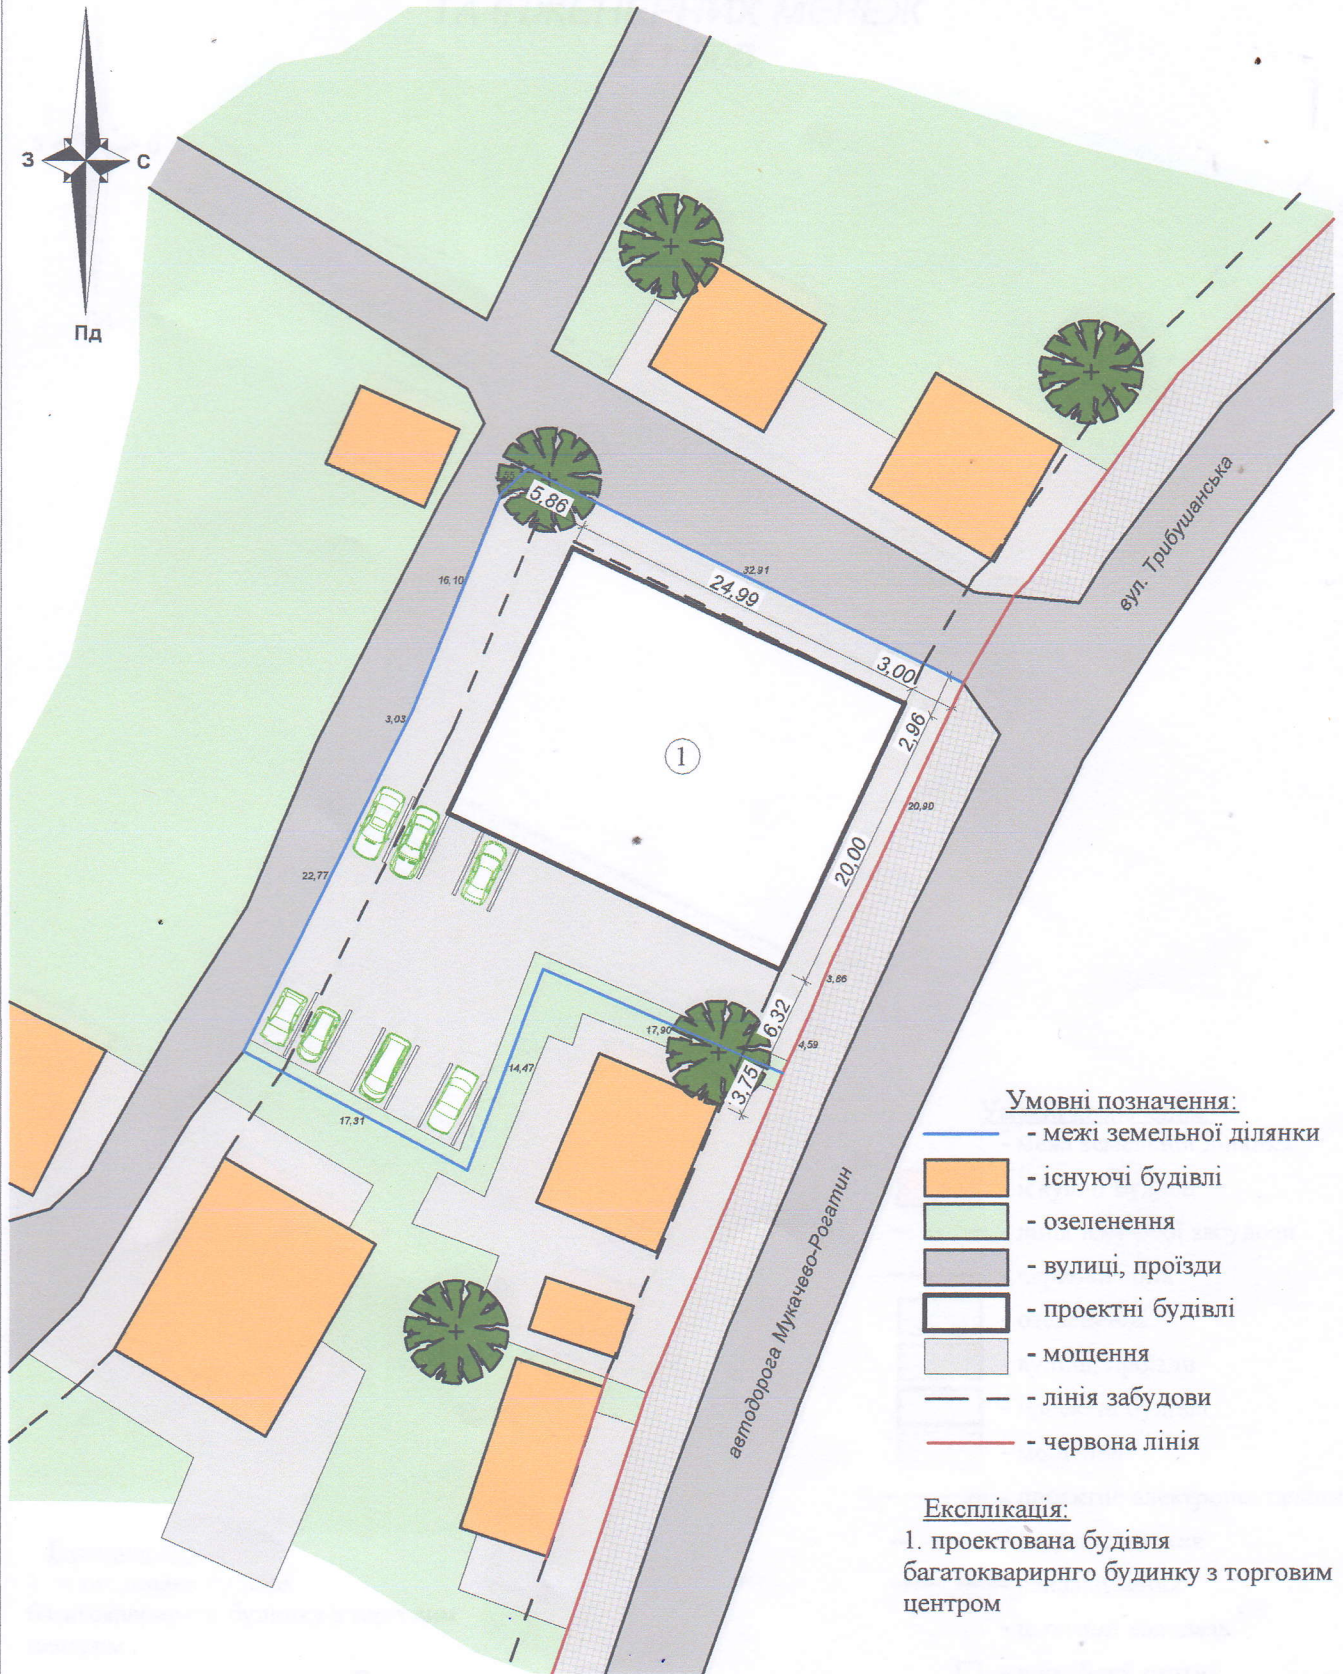 З
С
Пд
5,86
32,91
24,99
16,10
3,00
2,96
3,03
1
20,90
20,00
22,77
3,86
6,32
17,90
4,59
3,75
14,47
17,31
вул. Трибушанська
автодорога Мукачево-Рогатин
Умовні позначення:
- межі земельної ділянки
- існуючі будівлі
- озеленення
- вулиці, проїзди
- проектні будівлі
- мощення
- лінія забудови
- червона лінія
Експлікація:
1. проектована будівля
багатокварирнго будинку з торговим
центром